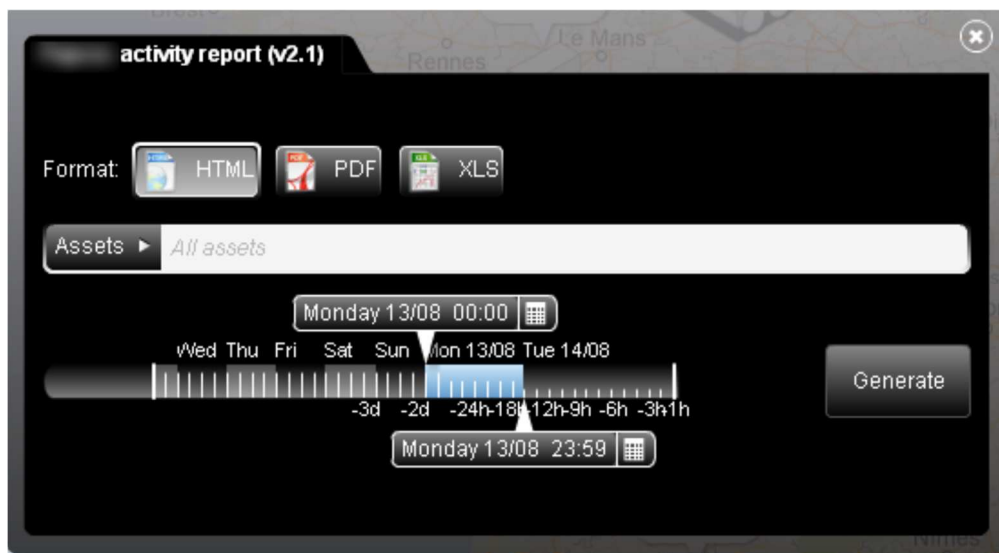 Le Mans
Rennes
activity report (v2.1)
Format:
HTML
PDF
XLS
Assets
All assets
Monday 13/08 00:00
Wed Thu Fri Sat Sun Mon 13/08 Tue 14/08
-3d -2d -24h-18h-12h-9h -6h -3h-1h
Monday 13/08 23:59
Generate